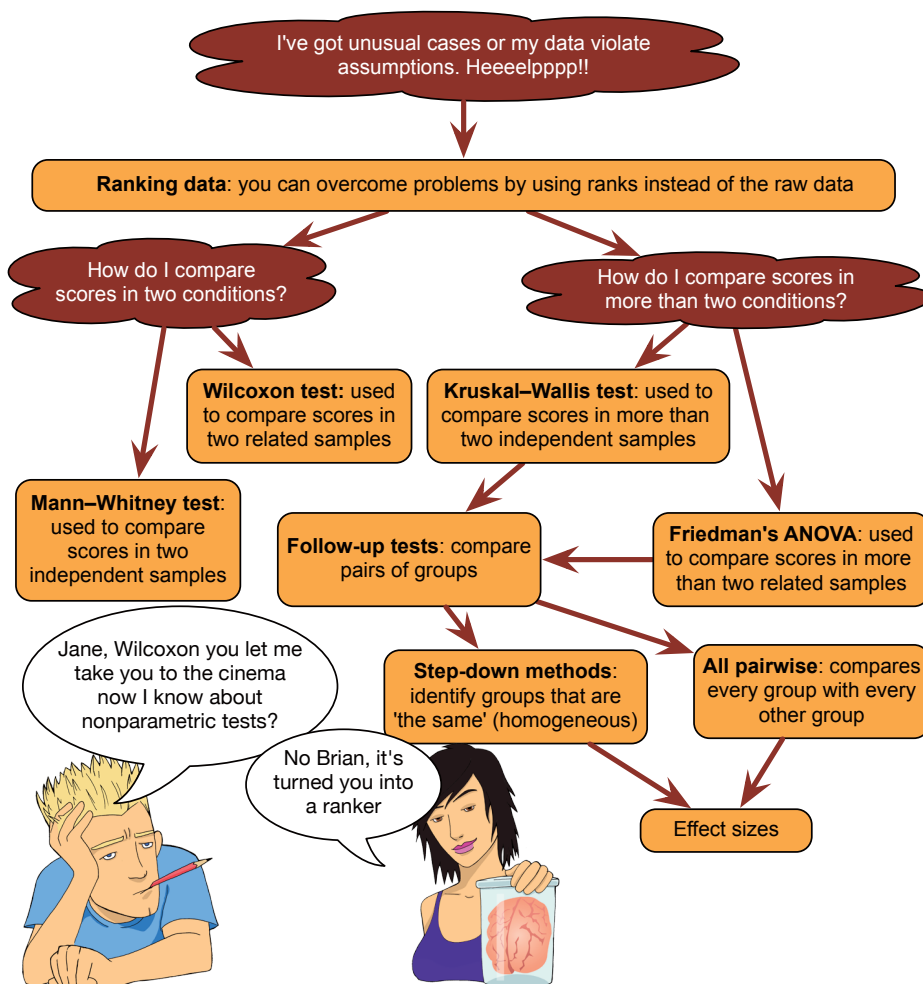 I've got unusual cases or my data violate
assumptions. Heeeelpppp!!
Ranking data: you can overcome problems by using ranks instead of the raw data
How do I compare
scores in two conditions?
How do I compare scores in
more than two conditions?
Wilcoxon test: used
to compare scores in
two related samples
Kruskal–Wallis test: used to
compare scores in more than
two independent samples
Mann–Whitney test:
used to compare
scores in two
independent samples
Follow-up tests: compare
pairs of groups
Friedman's ANOVA: used
to compare scores in more
than two related samples
Jane, Wilcoxon you let me
take you to the cinema
now I know about
nonparametric tests?
Step-down methods:
identify groups that are
'the same' (homogeneous)
All pairwise: compares
every group with every
other group
No Brian, it's
turned you into
a ranker
Effect sizes